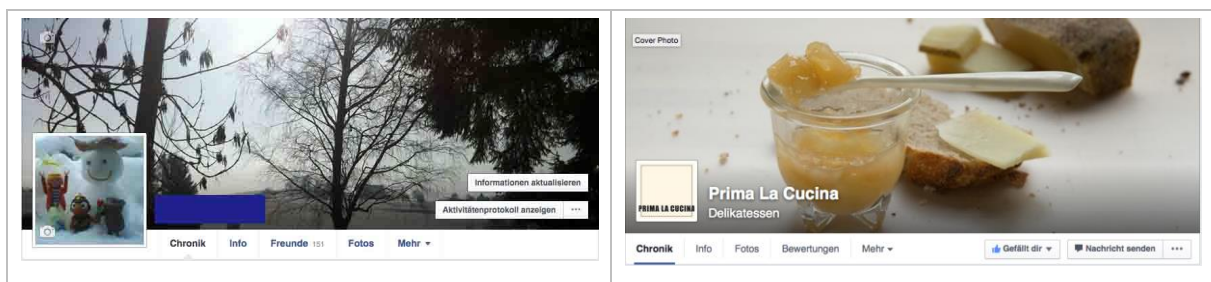 Informationen aktualisieren
Aktivitätenprotokoll anzeigen
Chronik Info Freunde 151 Fotos Mehr
Cover Photo
PRIMA LA CUCINA
Prima La Cucina
Delikatessen
Chronik Info Fotos Bewertungen Mehr
Gefällt dir Nachricht senden